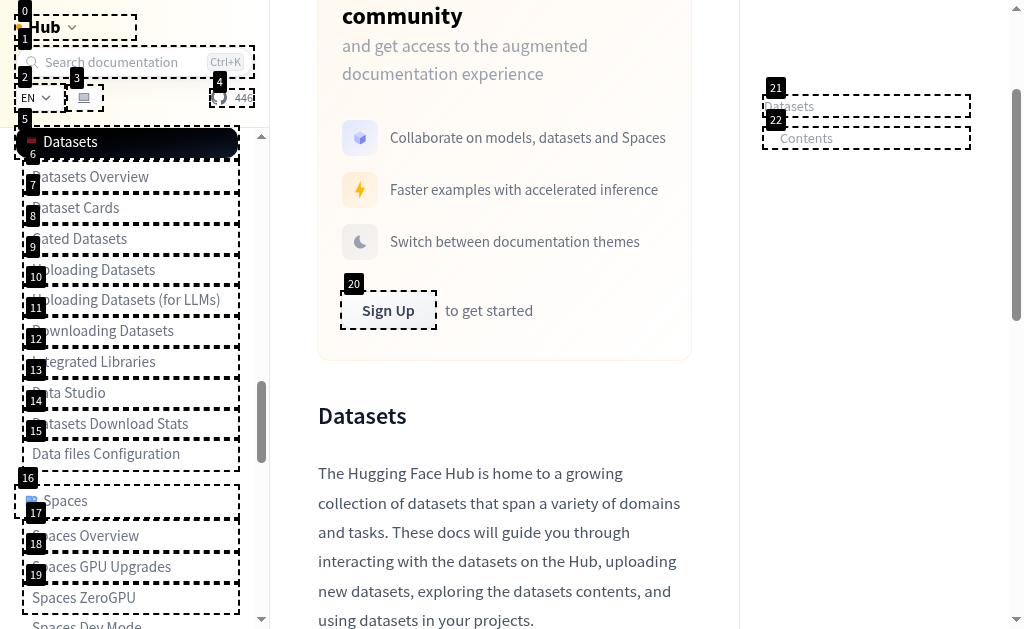 0
Hub
1
Search documentation
Ctrl+K
2
3
4
EN
446
5
Datasets
6
Datasets Overview
7
Dataset Cards
8
Gated Datasets
9
Uploading Datasets
10
Uploading Datasets (for LLMs)
11
Downloading Datasets
12
Integrated Libraries
13
Data Studio
14
Datasets Download Stats
15
Data files Configuration
16
Spaces
17
Spaces Overview
18
Spaces GPU Upgrades
19
Spaces ZeroGPU
Spaces Dev Mode
community
and get access to the augmented
documentation experience
Collaborate on models, datasets and Spaces
Faster examples with accelerated inference
Switch between documentation themes
20
Sign Up
to get started
Datasets
The Hugging Face Hub is home to a growing
collection of datasets that span a variety of domains
and tasks. These docs will guide you through
interacting with the datasets on the Hub, uploading
new datasets, exploring the datasets contents, and
using datasets in your projects.
21
Datasets
22
Contents